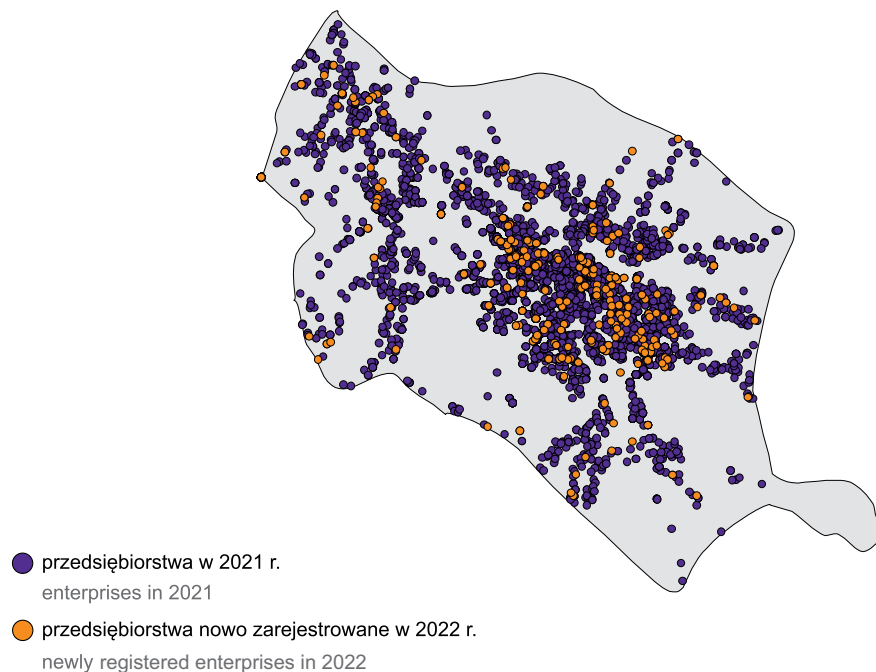 przedsiębiorstwa w 2021 r.
enterprises in 2021
przedsiębiorstwa nowo zarejestrowane w 2022 r.
newly registered enterprises in 2022